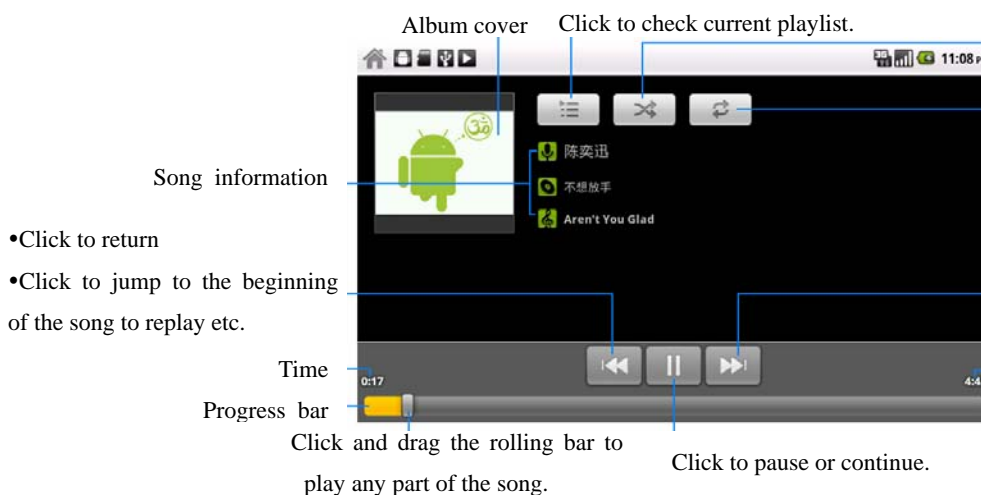 Album cover
Click to check current playlist.
11:08
Song information
陈奕迅
不想放手
Aren't You Glad
•Click to return
•Click to jump to the beginning
of the song to replay etc.
Time
0:17
4:4
Progress bar
Click and drag the rolling bar to
play any part of the song.
Click to pause or continue.